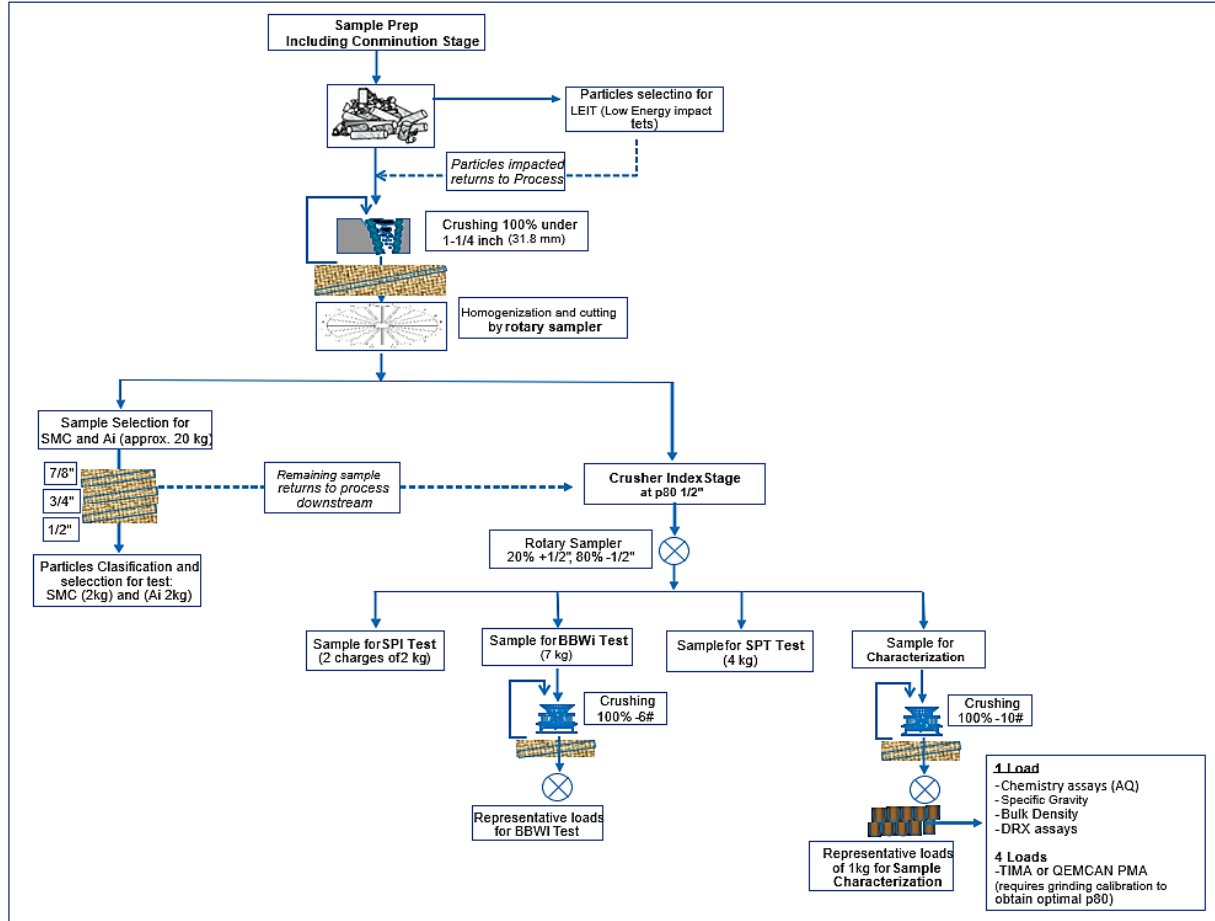 Sample Prep
Including Conminution Stage
Particles selectino for
LEIT (Low Energy impact
tets)
Particles impacted
returns to Process
Crushing 100% under
1-1/4 inch (31.8 mm)
Homogenization and cutting
by rotary sampler
Sample Selection for
SMC and Ai (approx. 20 kg)
7/8"
3/4"
1/2"
Remaining sample
returns to process
downstream
Crusher Index Stage
at p80 1/2"
Particles Clasification and
selecction for test:
SMC (2kg) and (Ai 2kg)
Rotary Sampler
20% +1/2", 80% -1/2"
Sample for SPI Test
(2 charges of 2 kg)
Sample for BBWi Test
(7 kg)
Sample for SPT Test
(4 kg)
Sample for
Characterization
Crushing
100% -6#
Crushing
100% -10#
Representative loads
for BBWI Test
Representative loads
of 1kg for Sample
Characterization
1 Load
-Chemistry assays (AQ)
-Specific Gravity
-Bulk Density
-DRX assays
4 Loads
-TIMA or QEMCAN PMA
(requires grinding calibration to
obtain optimal p80)